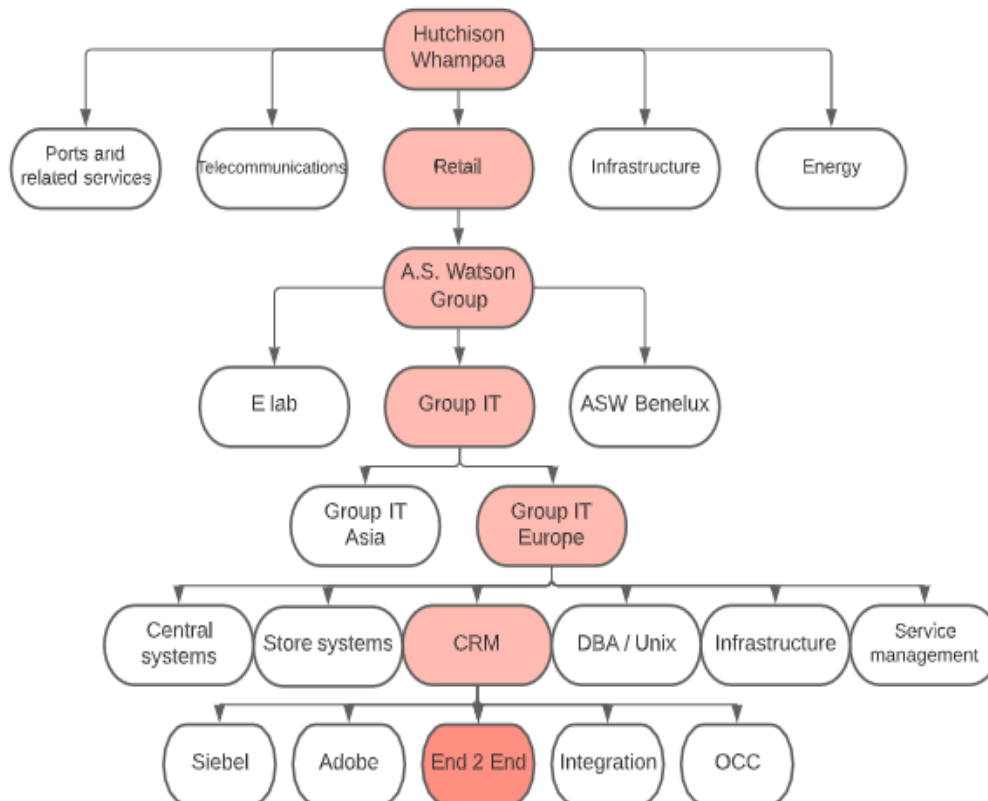 Hutchison
Whampoa
Ports and
related services
Telecommunications
Retail
Infrastructure
Energy
A.S. Watson
Group
E lab
Group IT
ASW Benelux
Group IT
Asia
Group IT
Europe
Central
systems
Store systems
CRM
DBA / Unix
Infrastructure
Service
management
Siebel
Adobe
End 2 End
Integration
OCC